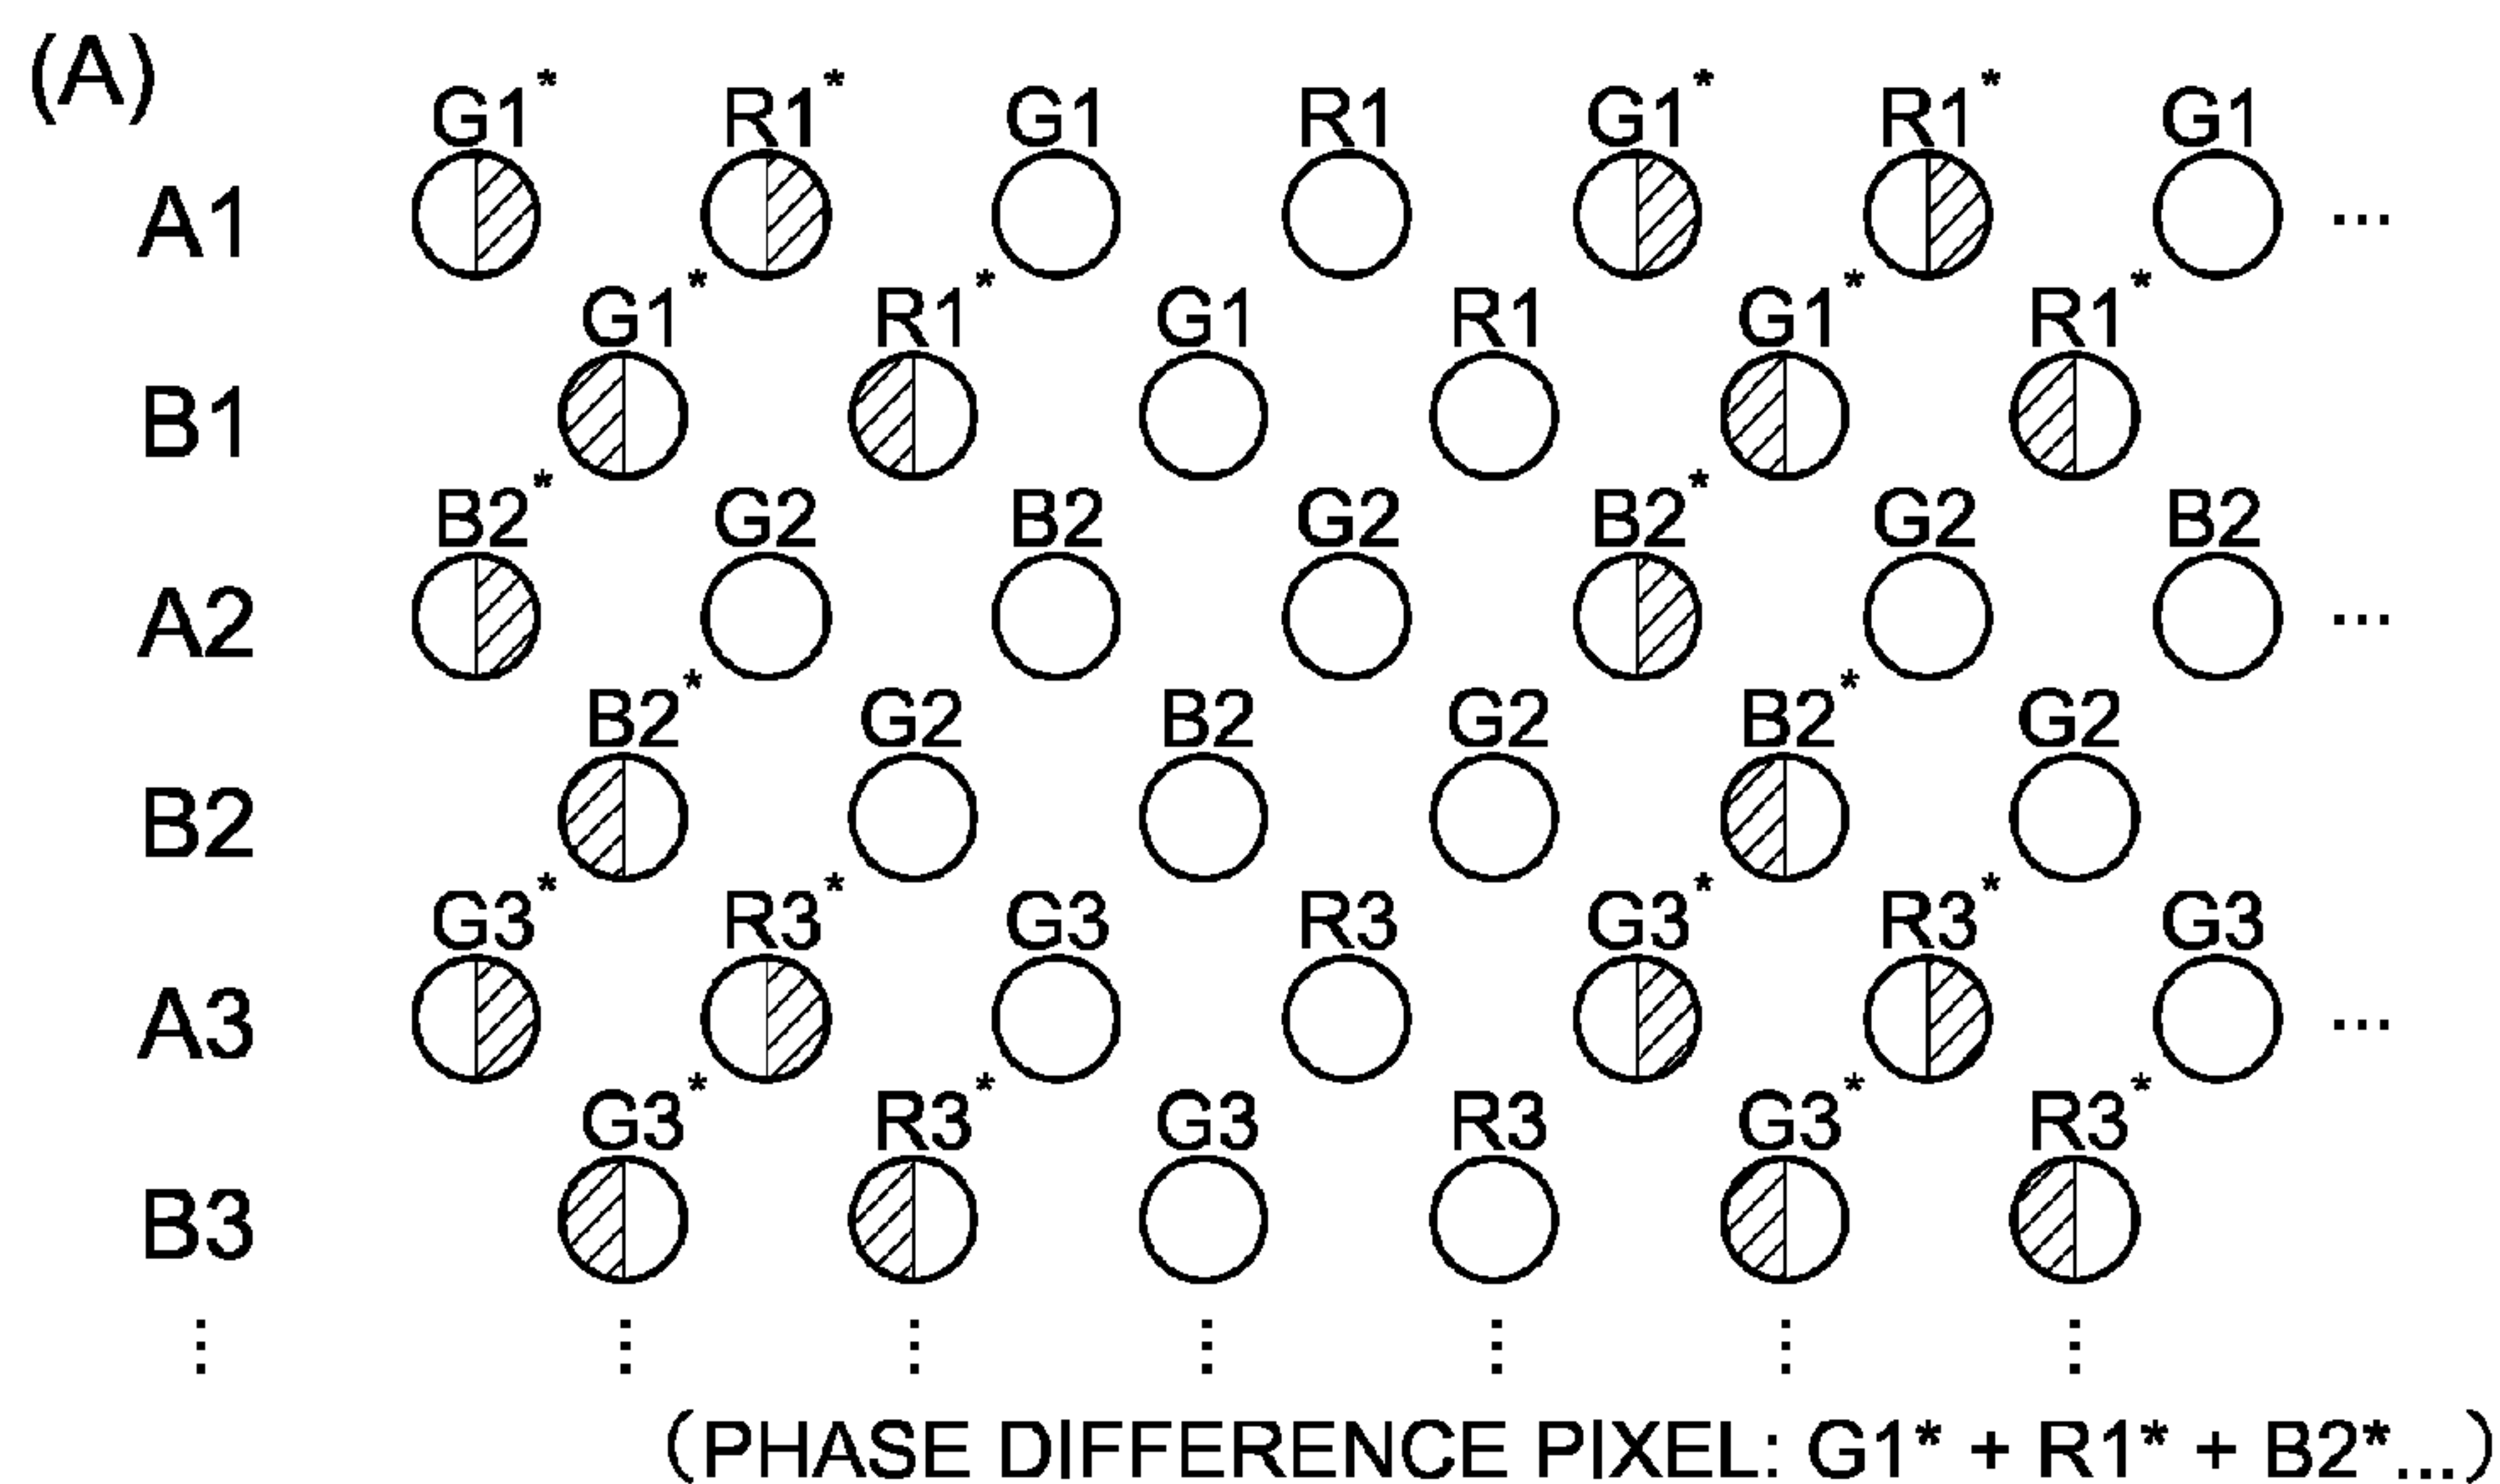 (A)
G1* R1* G1 R1 G1* R1* G1
A1 ...
G1* R1* G1 R1 G1* R1*
B1
B2* G2 B2 G2 B2* G2 B2
A2 ...
B2* G2 B2 G2 B2* G2
B2
G3* R3* G3 R3 G3* R3* G3
A3 ...
G3* R3* G3 R3 G3* R3*
B3
(PHASE DIFFERENCE PIXEL: G1* + R1* + B2* ...)